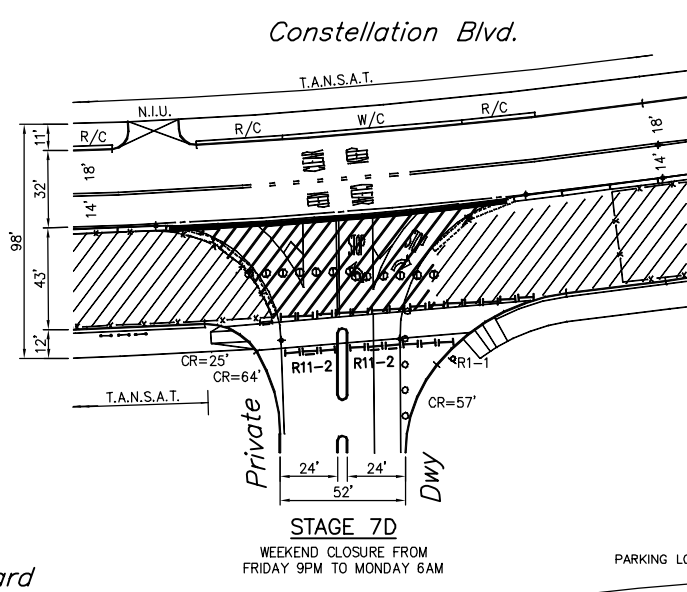 Constellation Blvd.
T.A.N.S.A.T.
N.I.U.
R/C
R/C
W/C
R/C
11'
18'
18'
32'
14'
14'
98'
43'
12'
CR=25'
CR=64'
R11-2
R11-2
R1-1
T.A.N.S.A.T.
CR=57'
Private
Dwy
24'
24'
52'
STAGE 7D
WEEKEND CLOSURE FROM
FRIDAY 9PM TO MONDAY 6AM
PARKING LO
ard